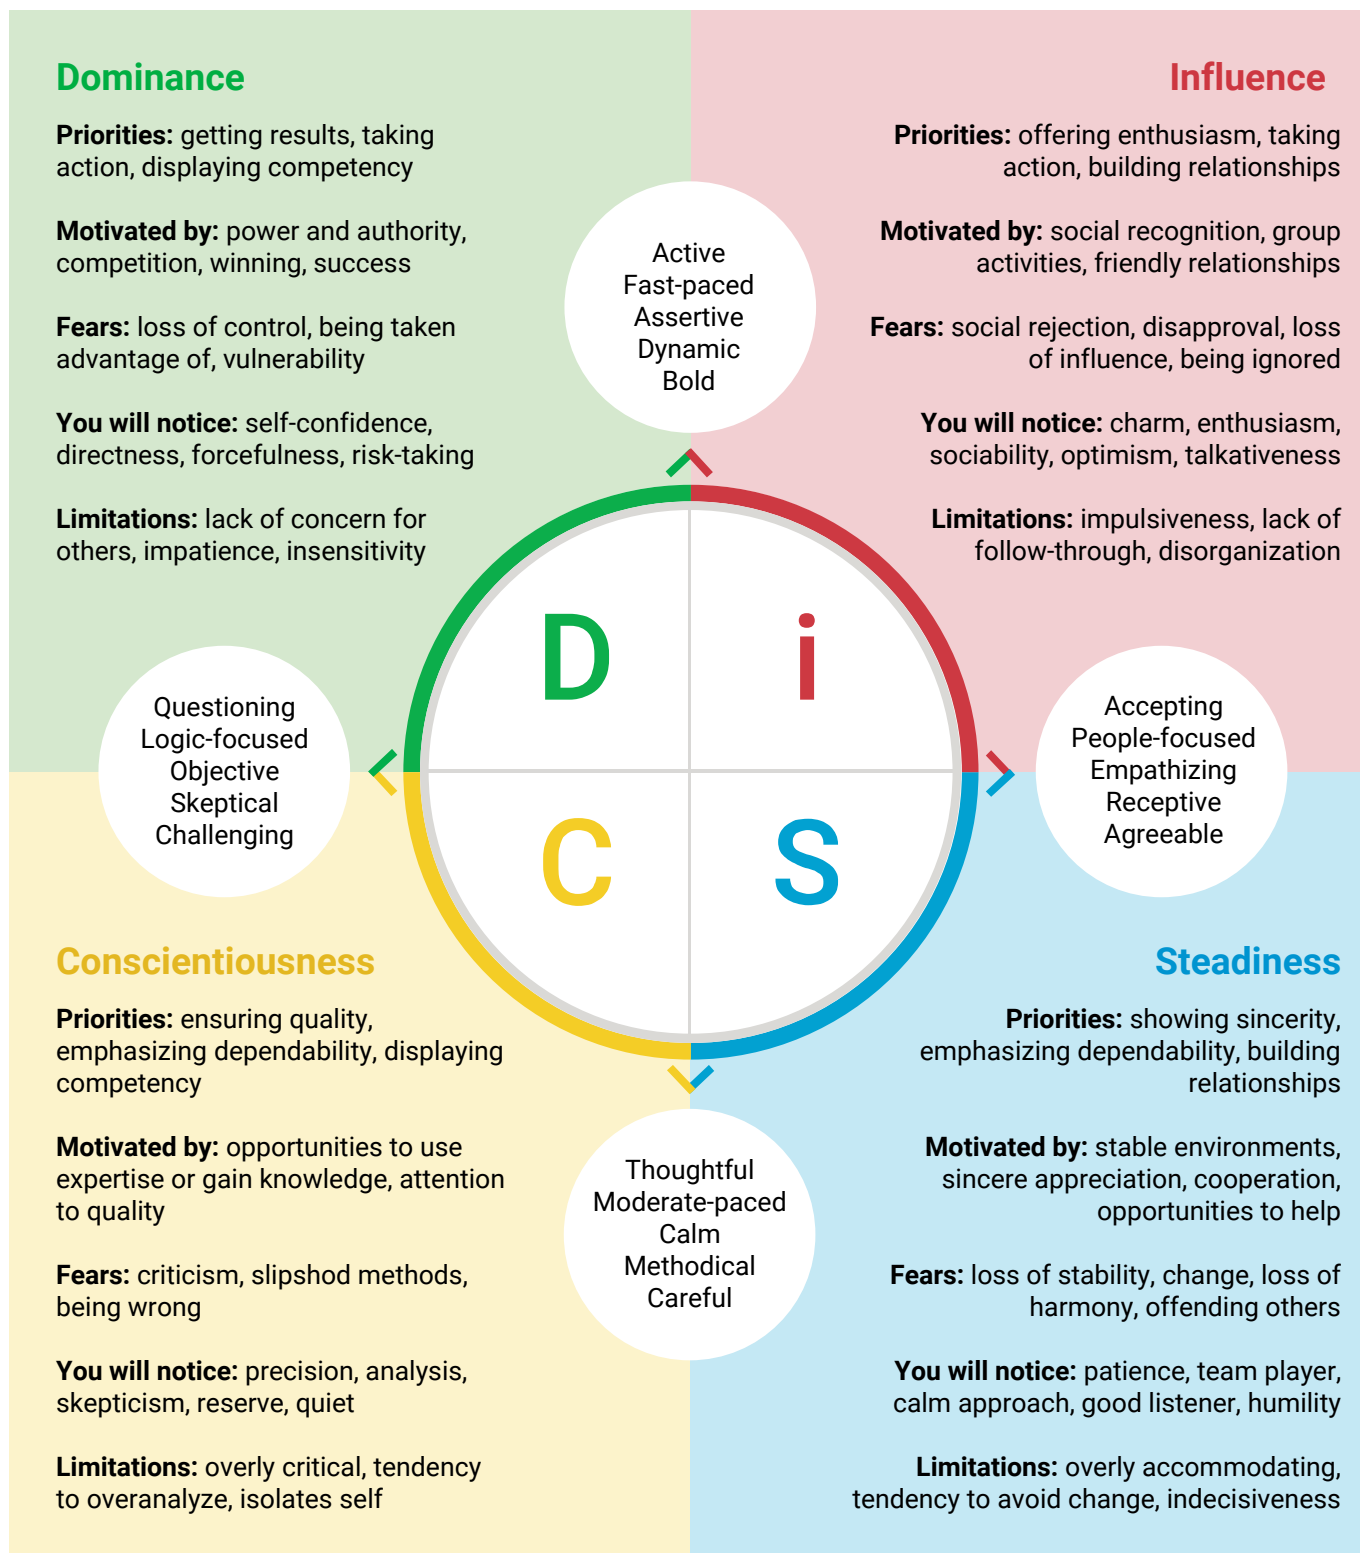 Dominance
Priorities: getting results, taking
action, displaying competency
Motivated by: power and authority,
competition, winning, success
Fears: loss of control, being taken
advantage of, vulnerability
You will notice: self-confidence,
directness, forcefulness, risk-taking
Limitations: lack of concern for
others, impatience, insensitivity
Influence
Priorities: offering enthusiasm, taking
action, building relationships
Motivated by: social recognition, group
activities, friendly relationships
Fears: social rejection, disapproval, loss
of influence, being ignored
You will notice: charm, enthusiasm,
sociability, optimism, talkativeness
Limitations: impulsiveness, lack of
follow-through, disorganization
Active
Fast-paced
Assertive
Dynamic
Bold
D
i
Questioning
Logic-focused
Objective
Skeptical
Challenging
Accepting
People-focused
Empathizing
Receptive
Agreeable
C
S
Conscientiousness
Priorities: ensuring quality,
emphasizing dependability, displaying
competency
Motivated by: opportunities to use
expertise or gain knowledge, attention
to quality
Fears: criticism, slipshod methods,
being wrong
You will notice: precision, analysis,
skepticism, reserve, quiet
Limitations: overly critical, tendency
to overanalyze, isolates self
Thoughtful
Moderate-paced
Calm
Methodical
Careful
Steadiness
Priorities: showing sincerity,
emphasizing dependability, building
relationships
Motivated by: stable environments,
sincere appreciation, cooperation,
opportunities to help
Fears: loss of stability, change, loss of
harmony, offending others
You will notice: patience, team player,
calm approach, good listener, humility
Limitations: overly accommodating,
tendency to avoid change, indecisiveness